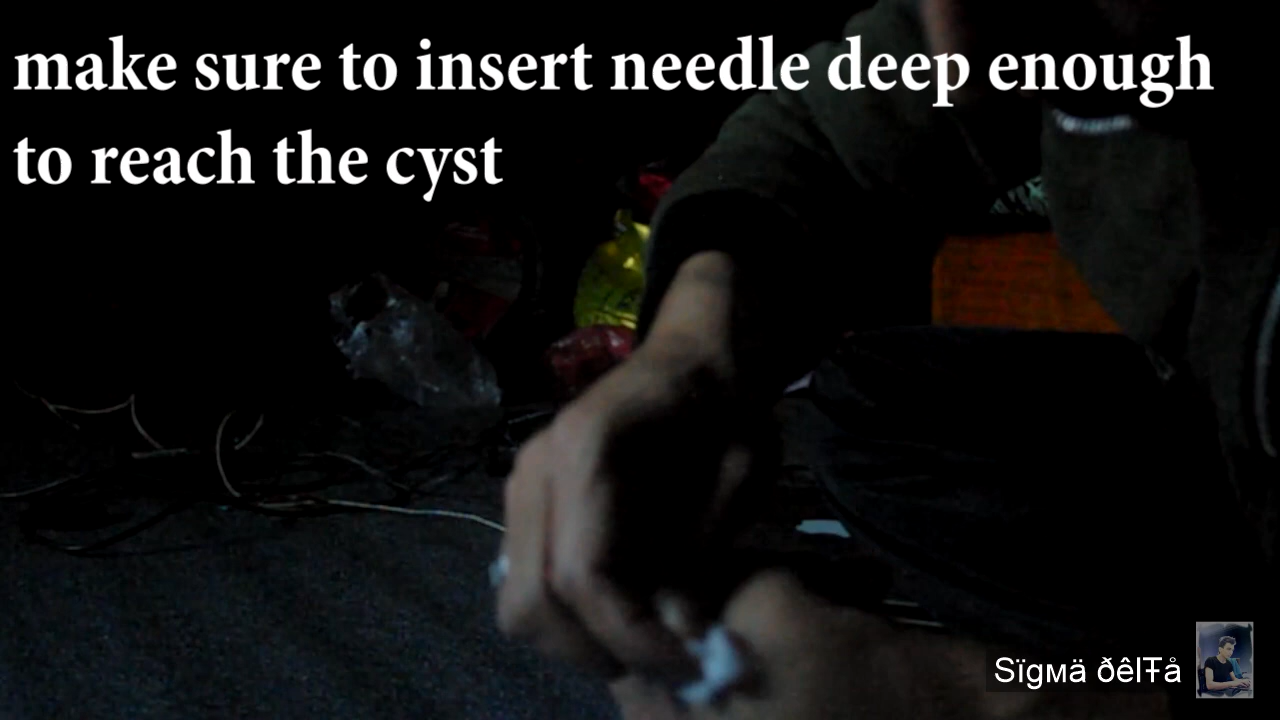 make sure to insert needle deep enough
to reach the cyst
Sïgмä ðêlŦå